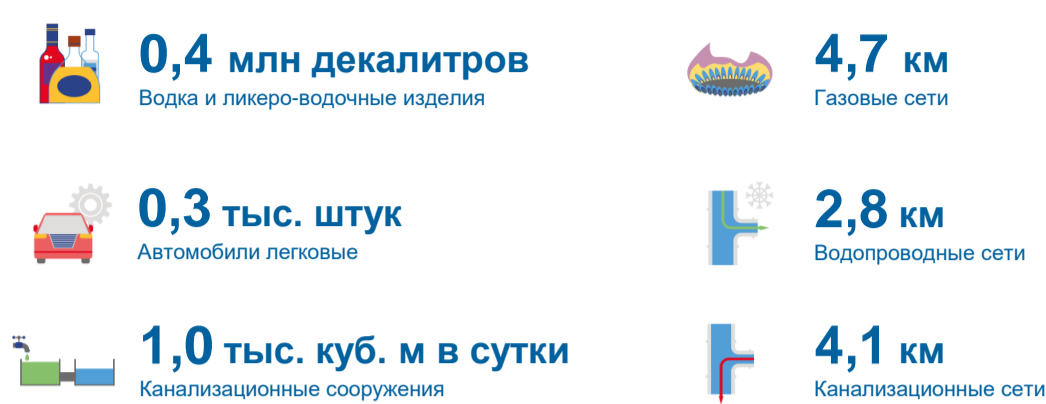 0,4 млн декалитров
Водка и ликеро-водочные изделия
4,7 км
Газовые сети
0,3 тыс. штук
Автомобили легковые
2,8 км
Водопроводные сети
1,0 тыс. куб. м в сутки
Канализационные сооружения
4,1 км
Канализационные сети